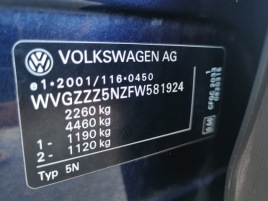 VOLKSWAGEN AG
e1*2001/116*0450
WVGZZZ5NZFW581924
2260 kg
4460 kg
1- 1190 kg
2- 1120 kg
Typ 5N